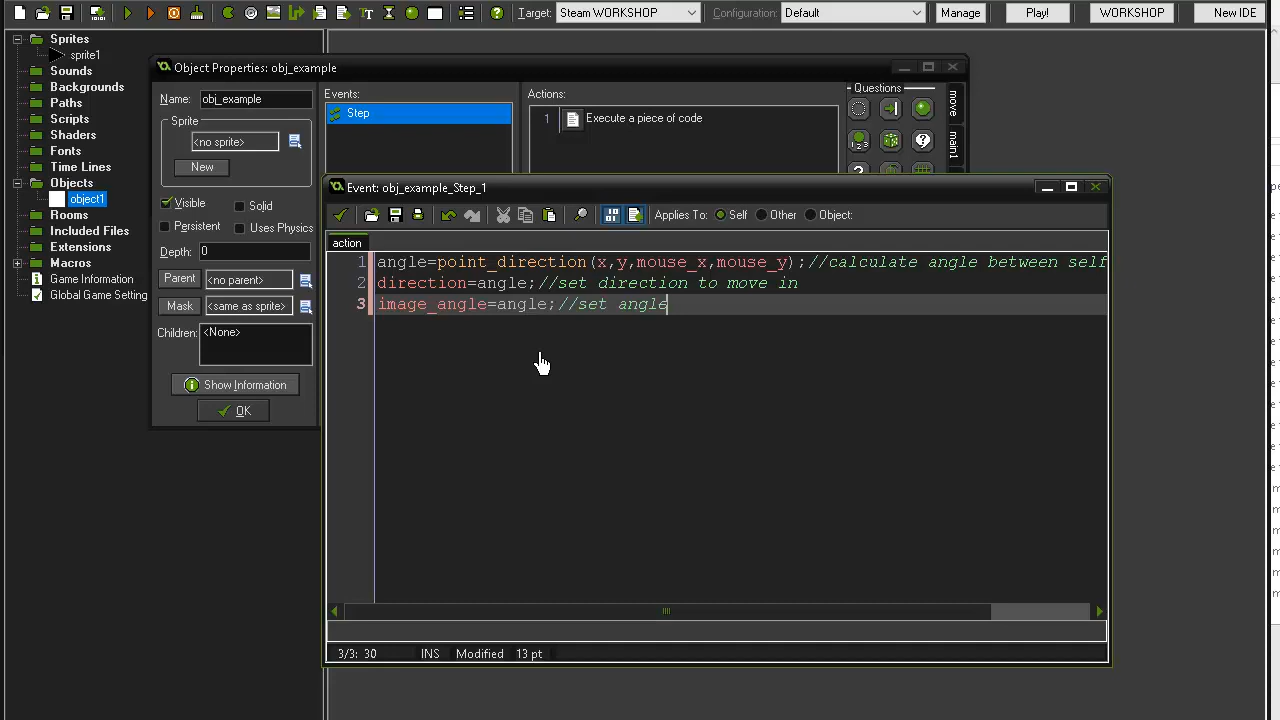 Target: Steam WORKSHOP Configuration: Default Manage Play! WORKSHOP New IDE
Sprites
sprite1
Sounds
Backgrounds
Paths
Scripts
Shaders
Fonts
Time Lines
Objects
object1
Rooms
Included Files
Extensions
Macros
Game Information
Global Game Setting
Object Properties: obj_example
Name: obj_example
Sprite
<no sprite>
New
Visible
Solid
Persistent
Uses Physics
Depth: 0
Parent <no parent>
Mask <same as sprite>
Children: <None>
Show Information
OK
Events:
Step
Actions:
1 Execute a piece of code
Questions
move
main1
Event: obj_example_Step_1
Applies To: Self Other Object:
action
1 angle=point_direction(x,y,mouse_x,mouse_y);//calculate angle between self
2 direction=angle;//set direction to move in
3 image_angle=angle;//set angle
3/3: 30 INS Modified 13 pt